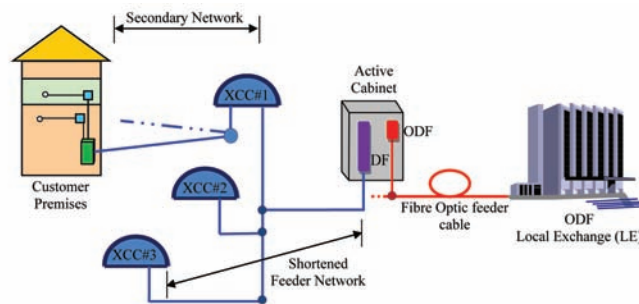 Secondary Network
XCC#1
Active
Cabinet
ODF
DF
Customer
Premises
XCC#2
Fibre Optic feeder
cable
ODF
Local Exchange (LE)
XCC#3
Shortened
Feeder Network